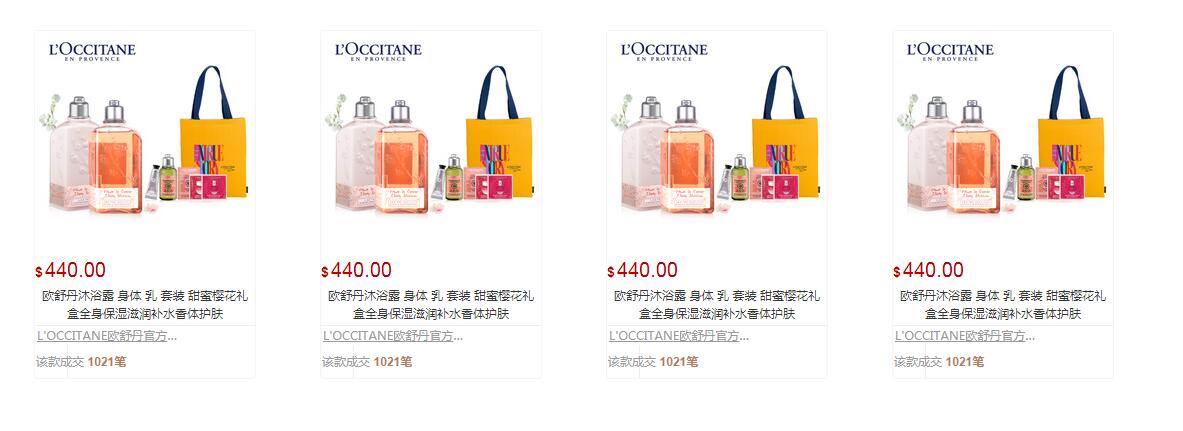 L'OCCITANE
EN PROVENCE
L'OCCITANE
EN PROVENCE
L'OCCITANE
EN PROVENCE
L'OCCITANE
EN PROVENCE
$440.00
$440.00
$440.00
$440.00
欧舒丹沐浴露 身体 乳 套装 甜蜜樱花礼
盒全身保湿滋润补水香体护肤
欧舒丹沐浴露 身体 乳 套装 甜蜜樱花礼
盒全身保湿滋润补水香体护肤
欧舒丹沐浴露 身体 乳 套装 甜蜜樱花礼
盒全身保湿滋润补水香体护肤
欧舒丹沐浴露 身体 乳 套装 甜蜜樱花礼
盒全身保湿滋润补水香体护肤
L'OCCITANE欧舒丹官方...
L'OCCITANE欧舒丹官方...
L'OCCITANE欧舒丹官方...
L'OCCITANE欧舒丹官方...
该款成交 1021笔
该款成交 1021笔
该款成交 1021笔
该款成交 1021笔